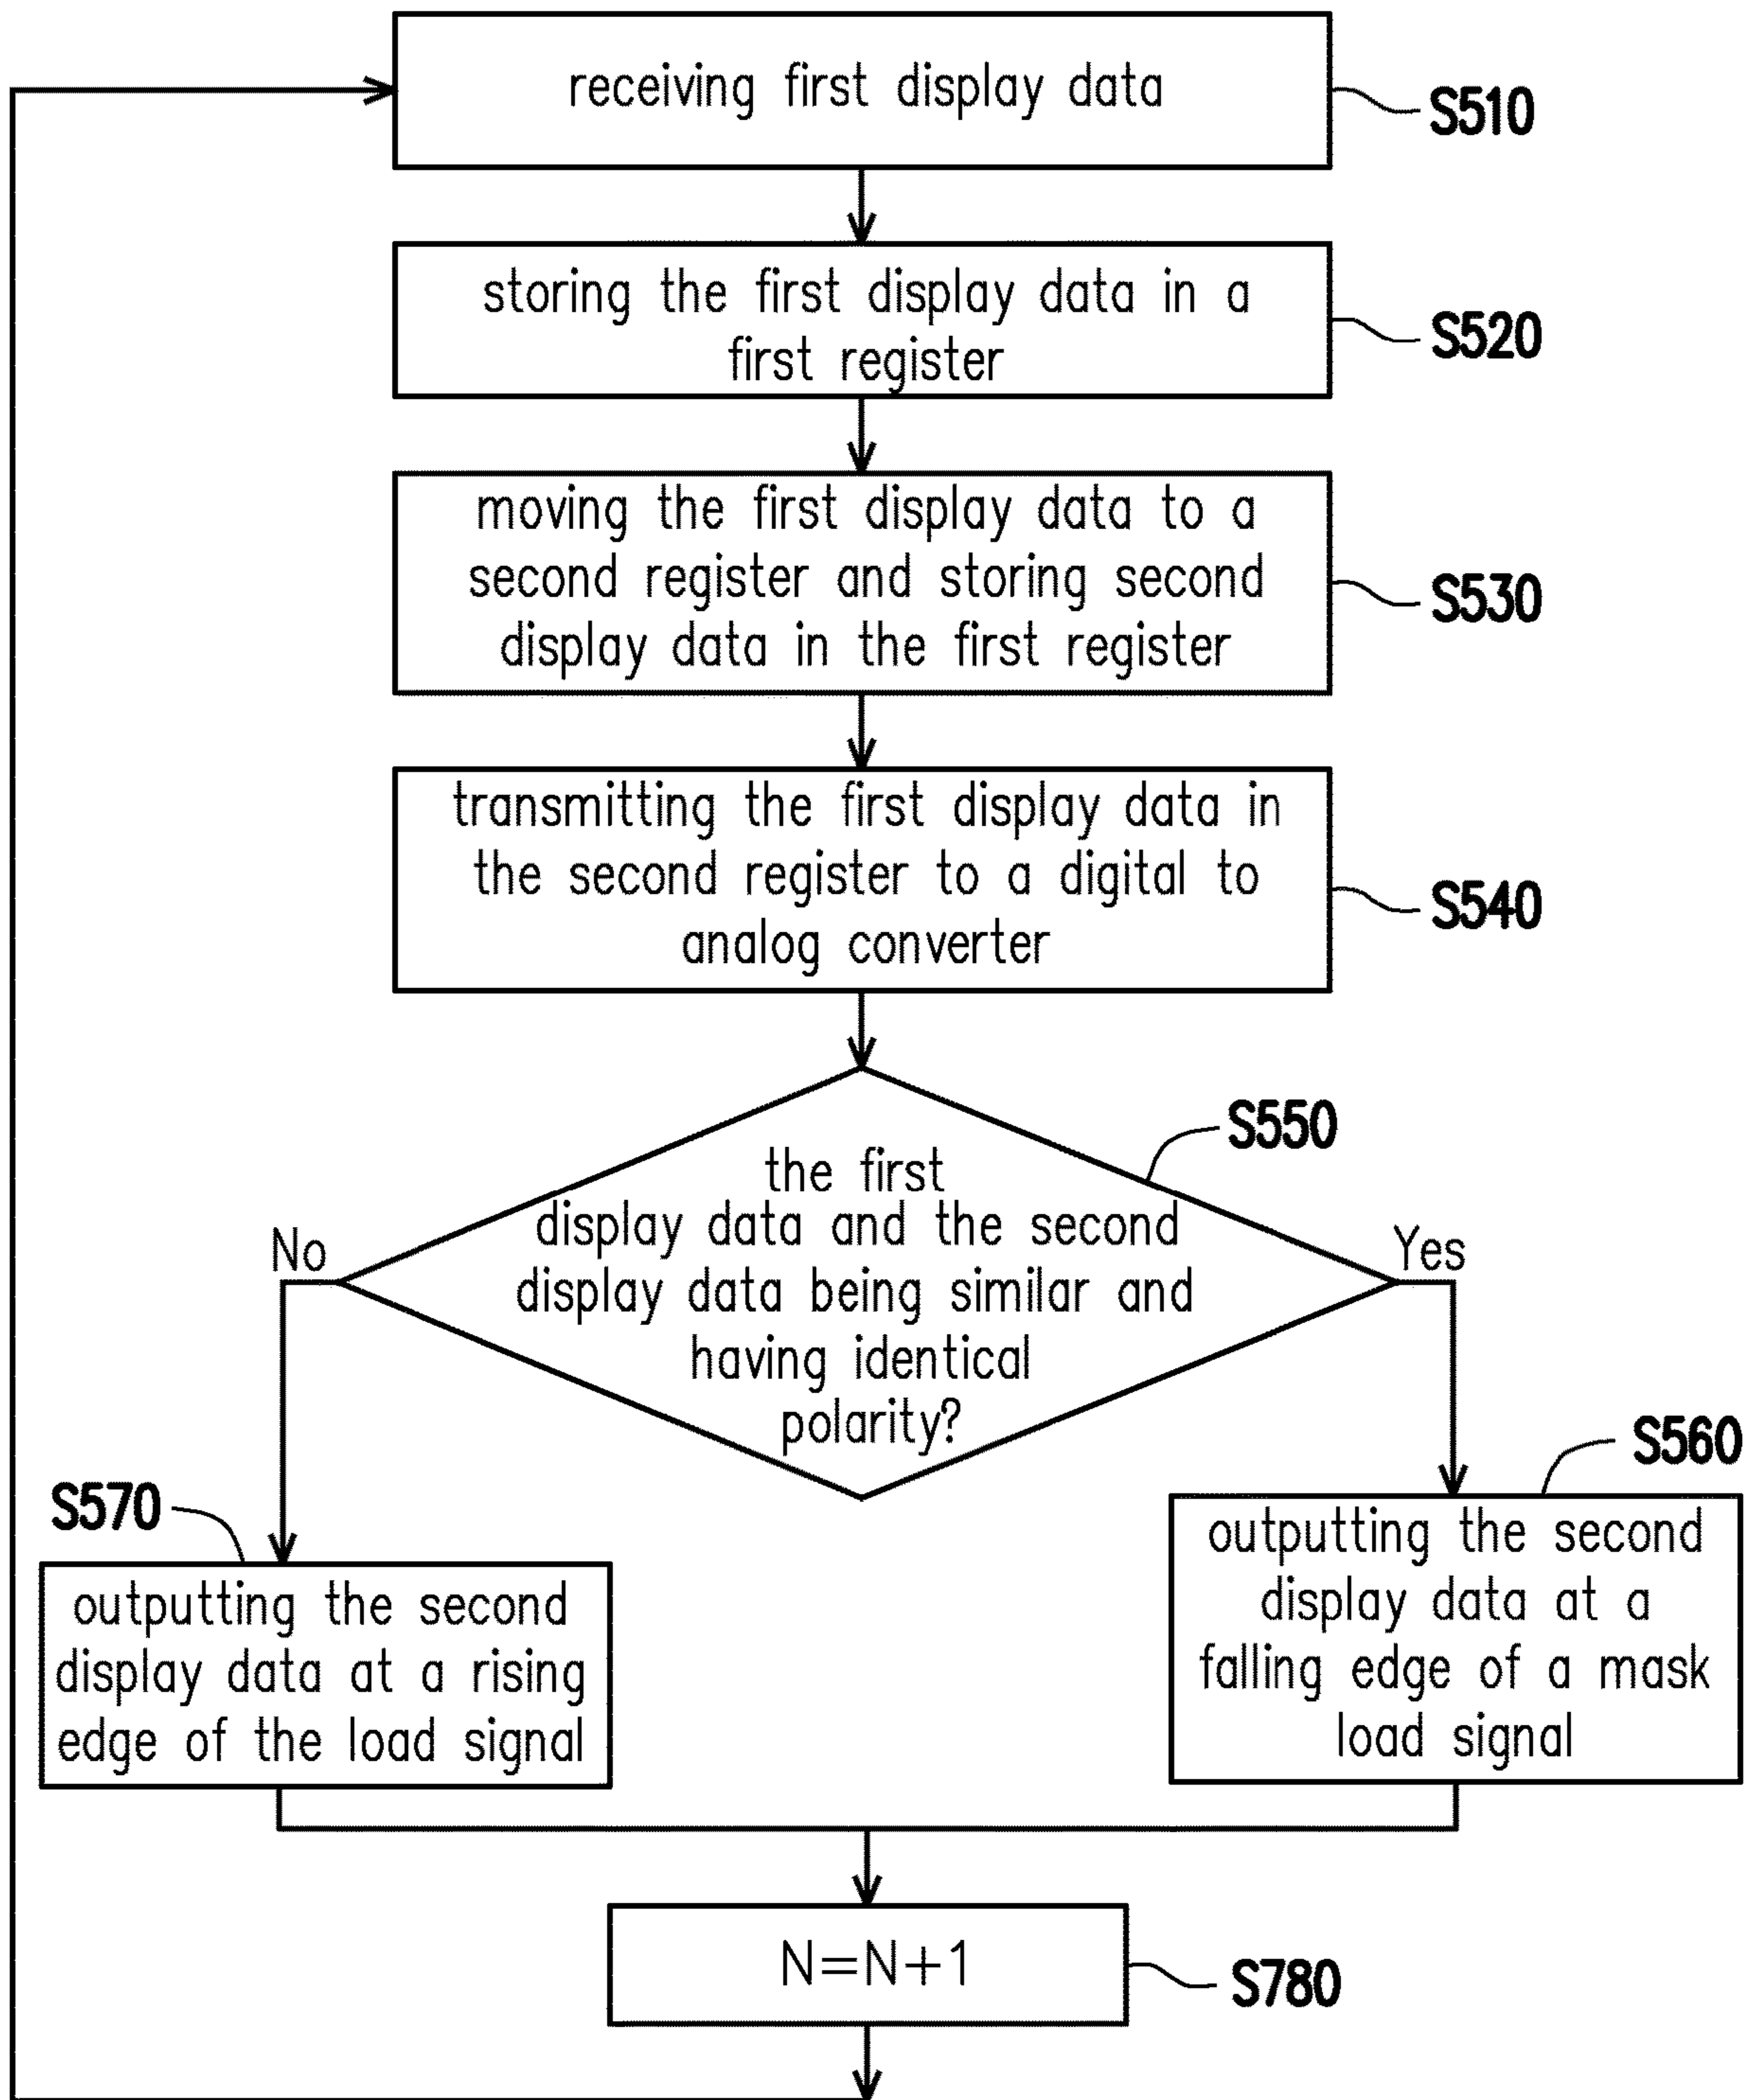 receiving first display data
S510
storing the first display data in a
first register
S520
moving the first display data to a
second register and storing second
display data in the first register
S530
transmitting the first display data in
the second register to a digital to
analog converter
S540
S550
the first
display data and the second
display data being similar and
having identical
polarity?
No
Yes
S570
outputting the second
display data at a rising
edge of the load signal
S560
outputting the second
display data at a
falling edge of a mask
load signal
N=N+1
S780